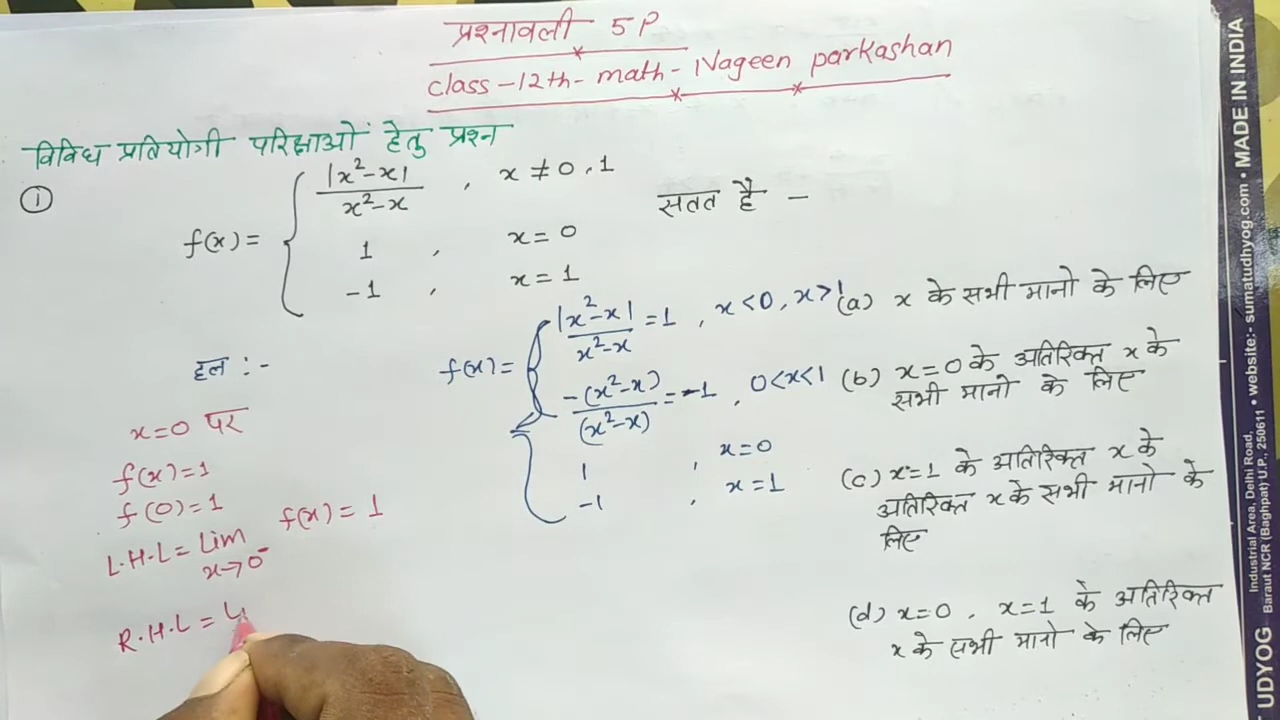 प्रश्नावली 5P
class-12th-math-Nageen parkashan
विविध प्रतियोगी परिक्षाओं हेतु प्रश्न
① f(x) = { |x²-x| / x²-x , x ≠ 0, 1
1 , x = 0
-1 , x = 1
सतत है -
(a) x के सभी मानो के लिए
(b) x=0 के अतिरिक्त x के
सभी मानो के लिए
(c) x=1 के अतिरिक्त x के
अतिरिक्त x के सभी मानो के
लिए
(d) x=0, x=1 के अतिरिक्त
x के सभी मानो के लिए
हल :-
f(x) = { |x²-x| / x²-x = 1 , x<0, x>1
-(x²-x) / (x²-x) = -1 , 0<x<1
1 , x=0
-1 , x=1
x=0 पर
f(x)=1
f(0)=1
L.H.L = Lim x→0⁻ f(x) = 1
R.H.L = Li
UDYOG Industrial Area, Delhi Road,
Baraut NCR (Baghpat) U.P., 250611 • website:- sumatudhyog.com • MADE IN INDIA